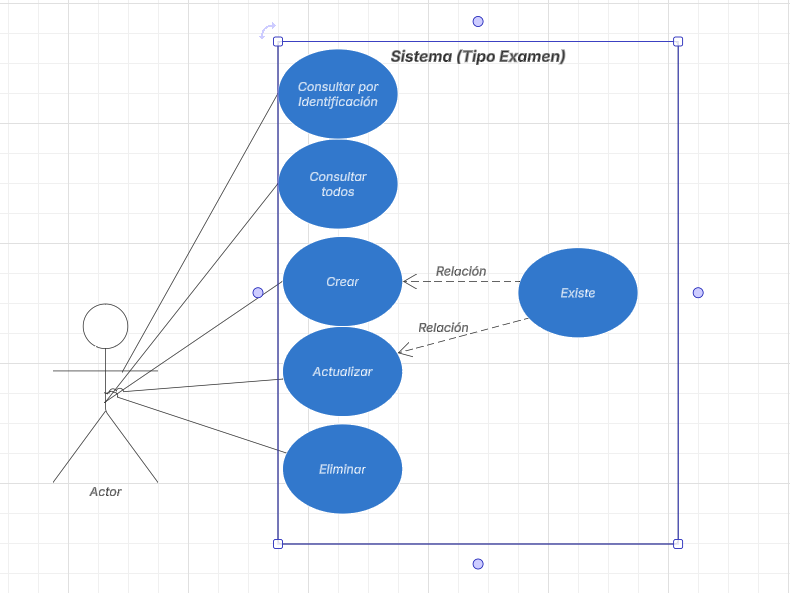 Sistema (Tipo Examen)
Consultar por
Identificación
Consultar
todos
Crear
Relación
Existe
Relación
Actualizar
Eliminar
Actor